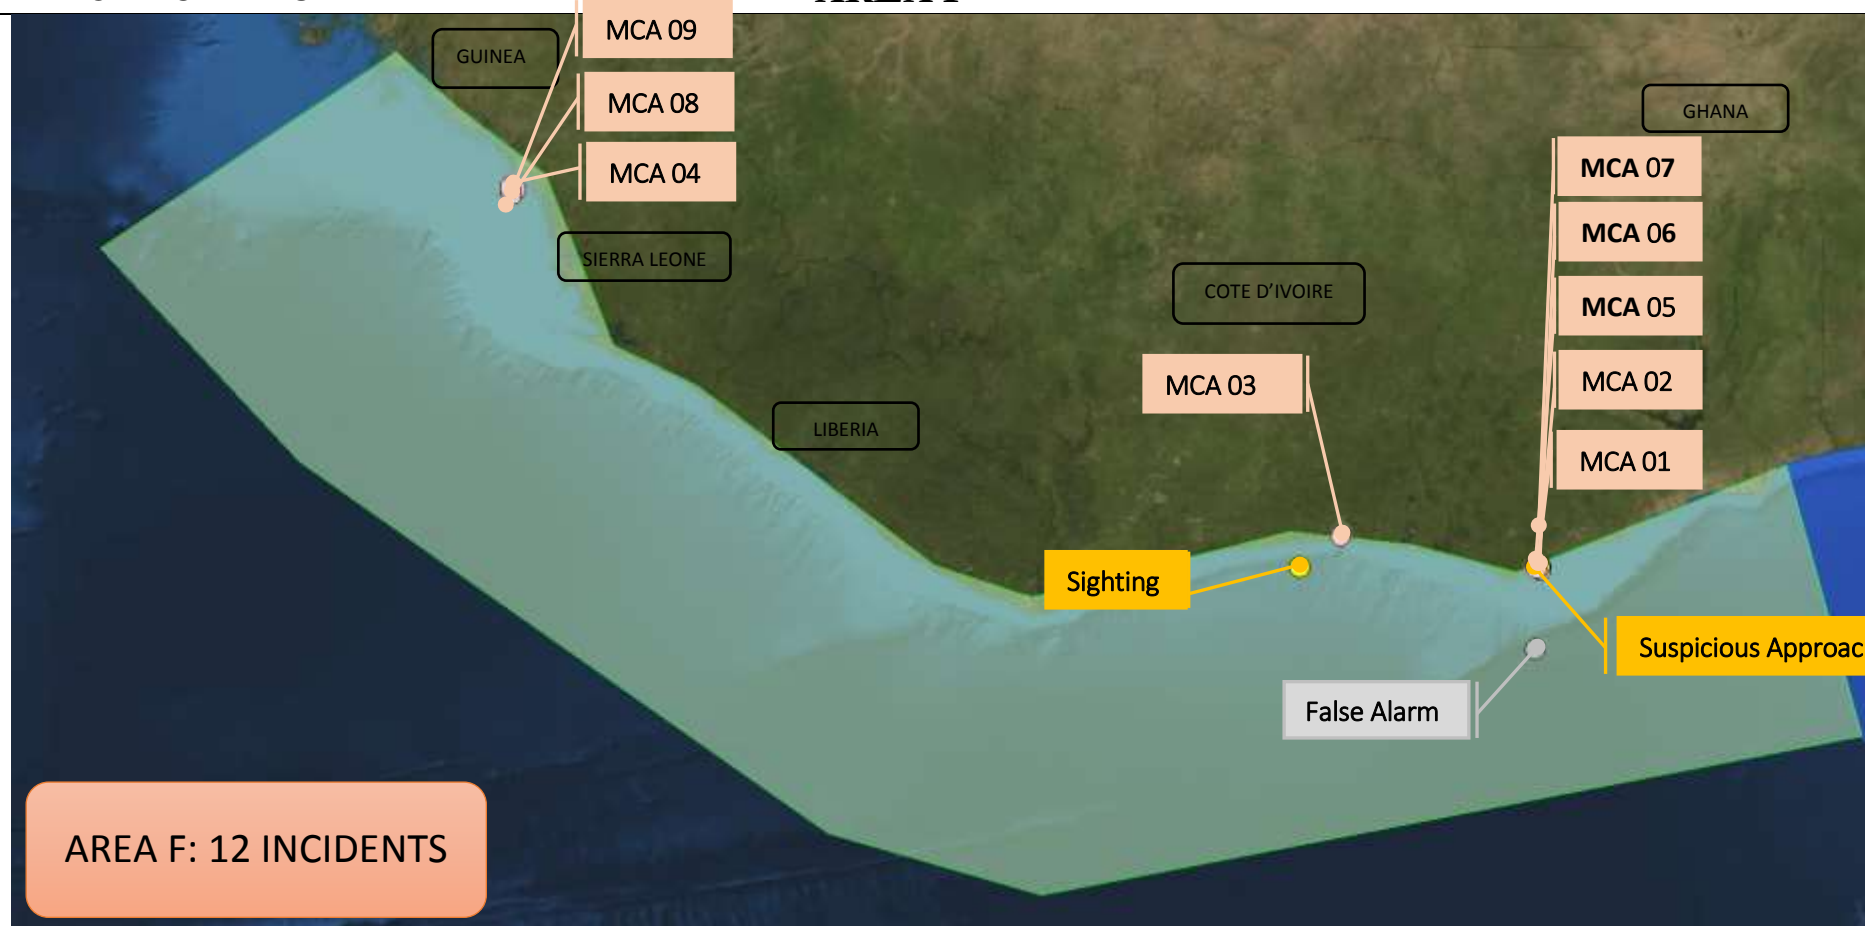 MCA 09
GUINEA
MCA 08
GHANA
MCA 04
MCA 07
MCA 06
SIERRA LEONE
COTE D'IVOIRE
MCA 05
MCA 03
MCA 02
LIBERIA
MCA 01
Sighting
Suspicious Approac
False Alarm
AREA F: 12 INCIDENTS